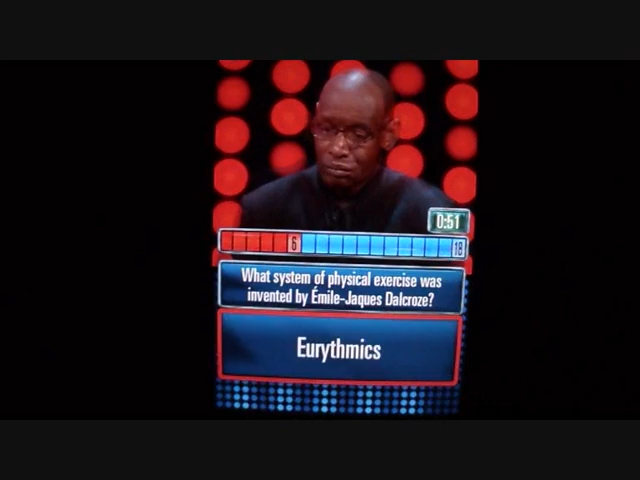 0:51
6
18
What system of physical exercise was
invented by Émile-Jaques Dalcroze?
Eurythmics